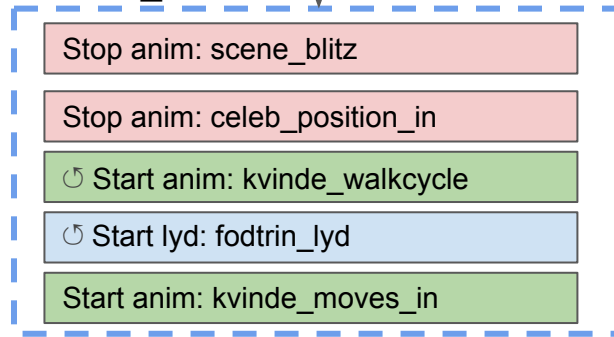 Stop anim: scene_blitz
Stop anim: celeb_position_in
↺ Start anim: kvinde_walkcycle
↺ Start lyd: fodtrin_lyd
Start anim: kvinde_moves_in